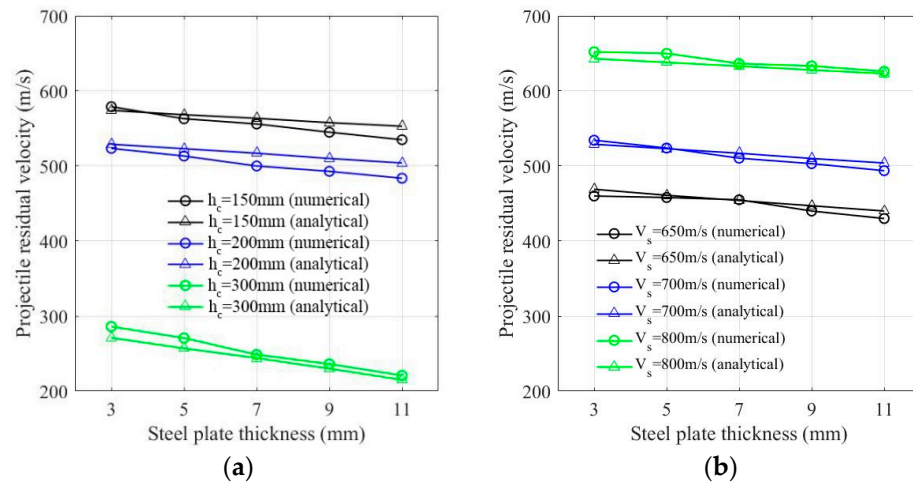 700
600
500
400
300
200
3
5
7
9
11
Projectile residual velocity (m/s)
Steel plate thickness (mm)
h_c=150mm (numerical)
h_c=150mm (analytical)
h_c=200mm (numerical)
h_c=200mm (analytical)
h_c=300mm (numerical)
h_c=300mm (analytical)
(a)
700
600
500
400
300
200
3
5
7
9
11
Projectile residual velocity (m/s)
Steel plate thickness (mm)
V_s=650m/s (numerical)
V_s=650m/s (analytical)
V_s=700m/s (numerical)
V_s=700m/s (analytical)
V_s=800m/s (numerical)
V_s=800m/s (analytical)
(b)